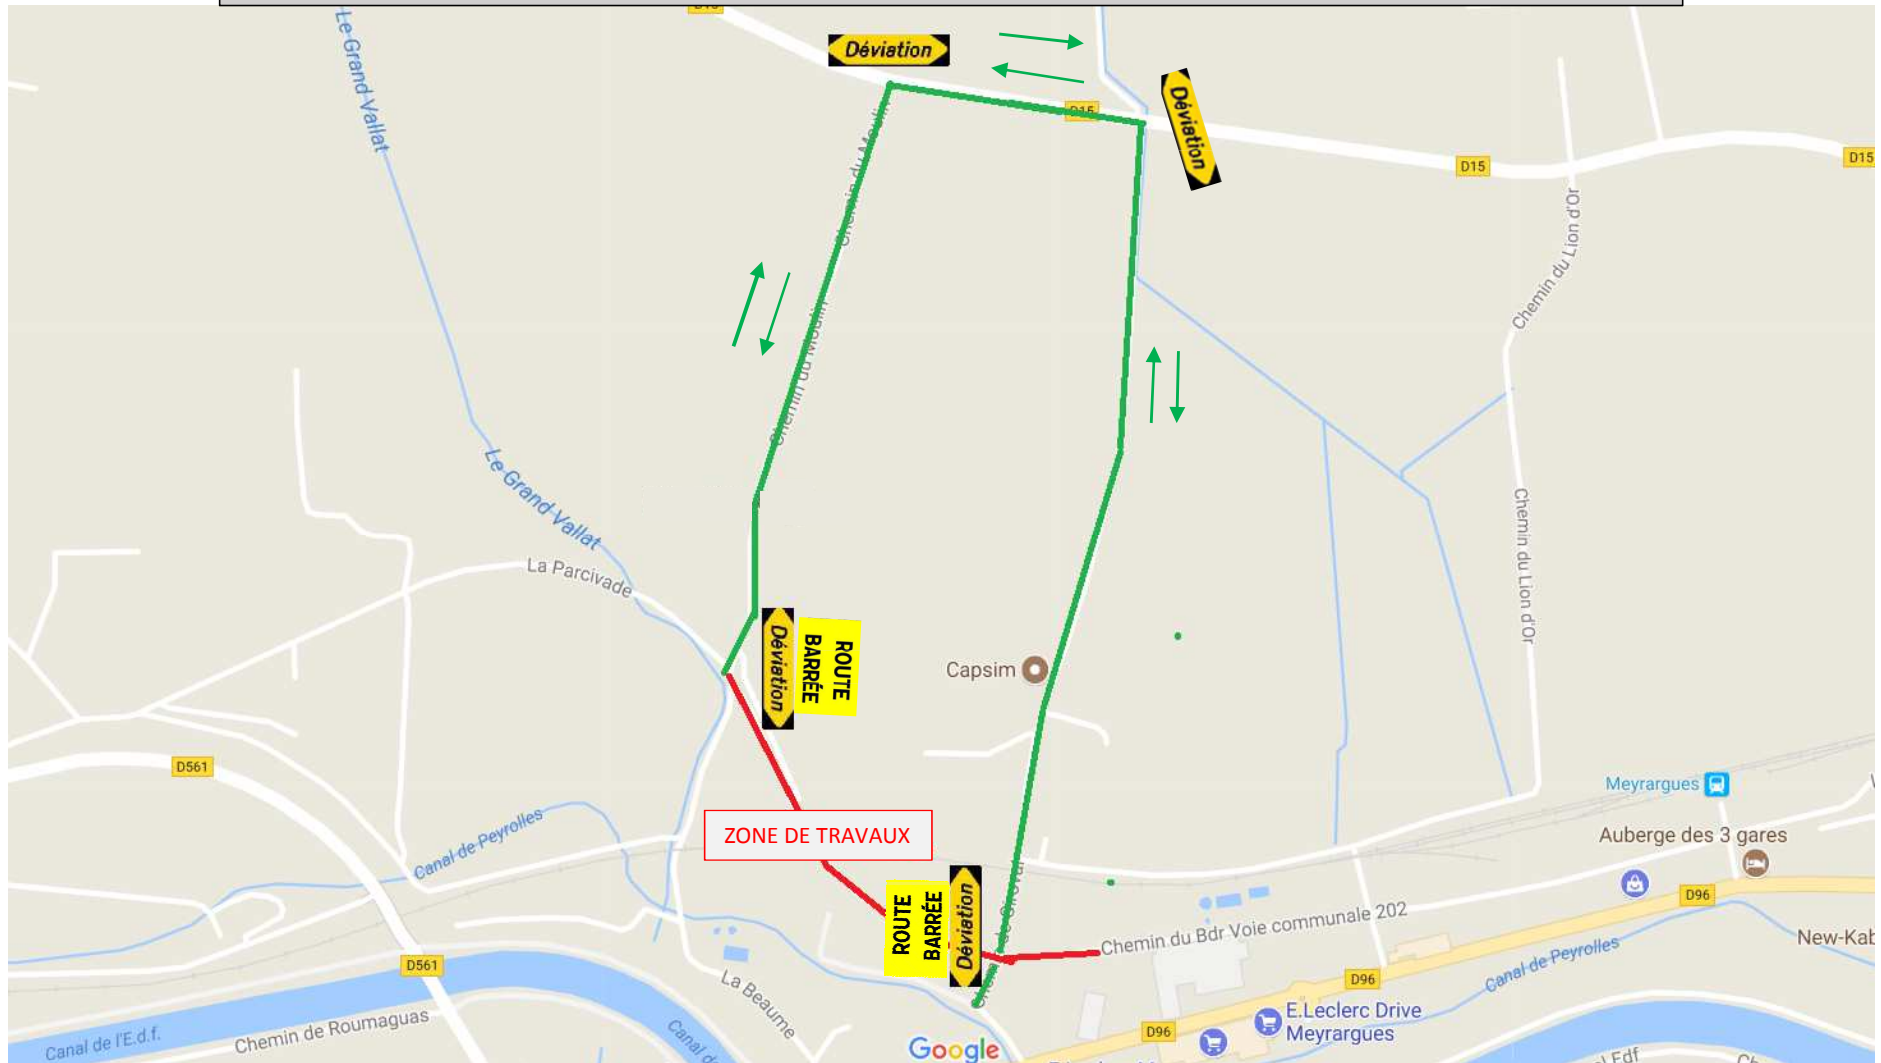 Déviation
Le Grand Vallat
D15
Déviation
D15
D15
Chemin du Moulin
Chemin du Lion d'Or
Chemin du Moulin
Le Grand Vallat
Chemin du Lion d'Or
La Parcivade
Déviation
ROUTE
BARRÉE
Capsim
D561
Meyrargues
ZONE DE TRAVAUX
Auberge des 3 gares
Canal de Peyrolles
ROUTE
BARRÉE
Déviation
D96
Chemin du Bdr Voie communale 202
New-Kab
D561
Canal de Peyrolles
D96
La Beaume
E.Leclerc Drive
Meyrargues
Chemin de Roumaguas
D96
Canal de l'E.d.f.
Google